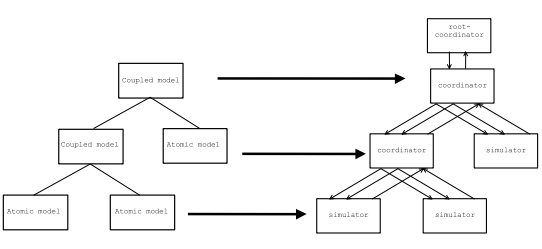 root-
coordinator
Coupled model
coordinator
Coupled model
Atomic model
coordinator
simulator
Atomic model
Atomic model
simulator
simulator